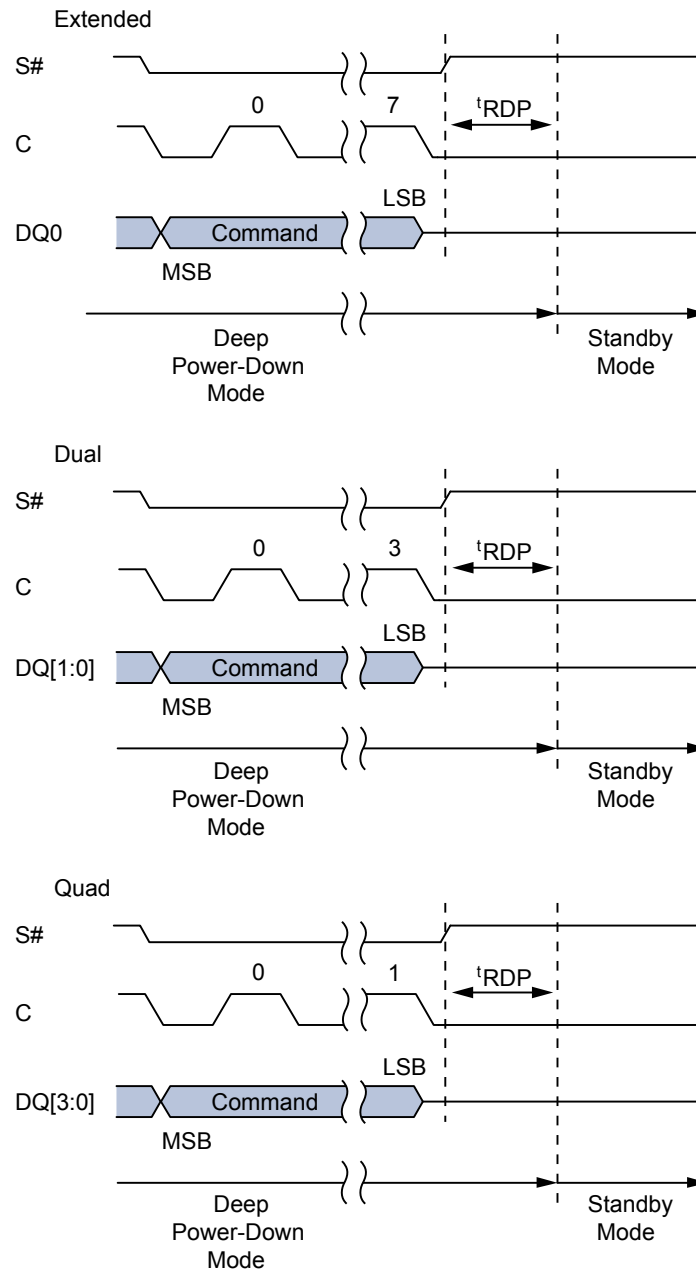 Extended
S#
0
7
tRDP
C
LSB
DQ0
Command
MSB
Deep
Power-Down
Mode
Standby
Mode
Dual
S#
0
3
tRDP
C
LSB
DQ[1:0]
Command
MSB
Deep
Power-Down
Mode
Standby
Mode
Quad
S#
0
1
tRDP
C
LSB
DQ[3:0]
Command
MSB
Deep
Power-Down
Mode
Standby
Mode